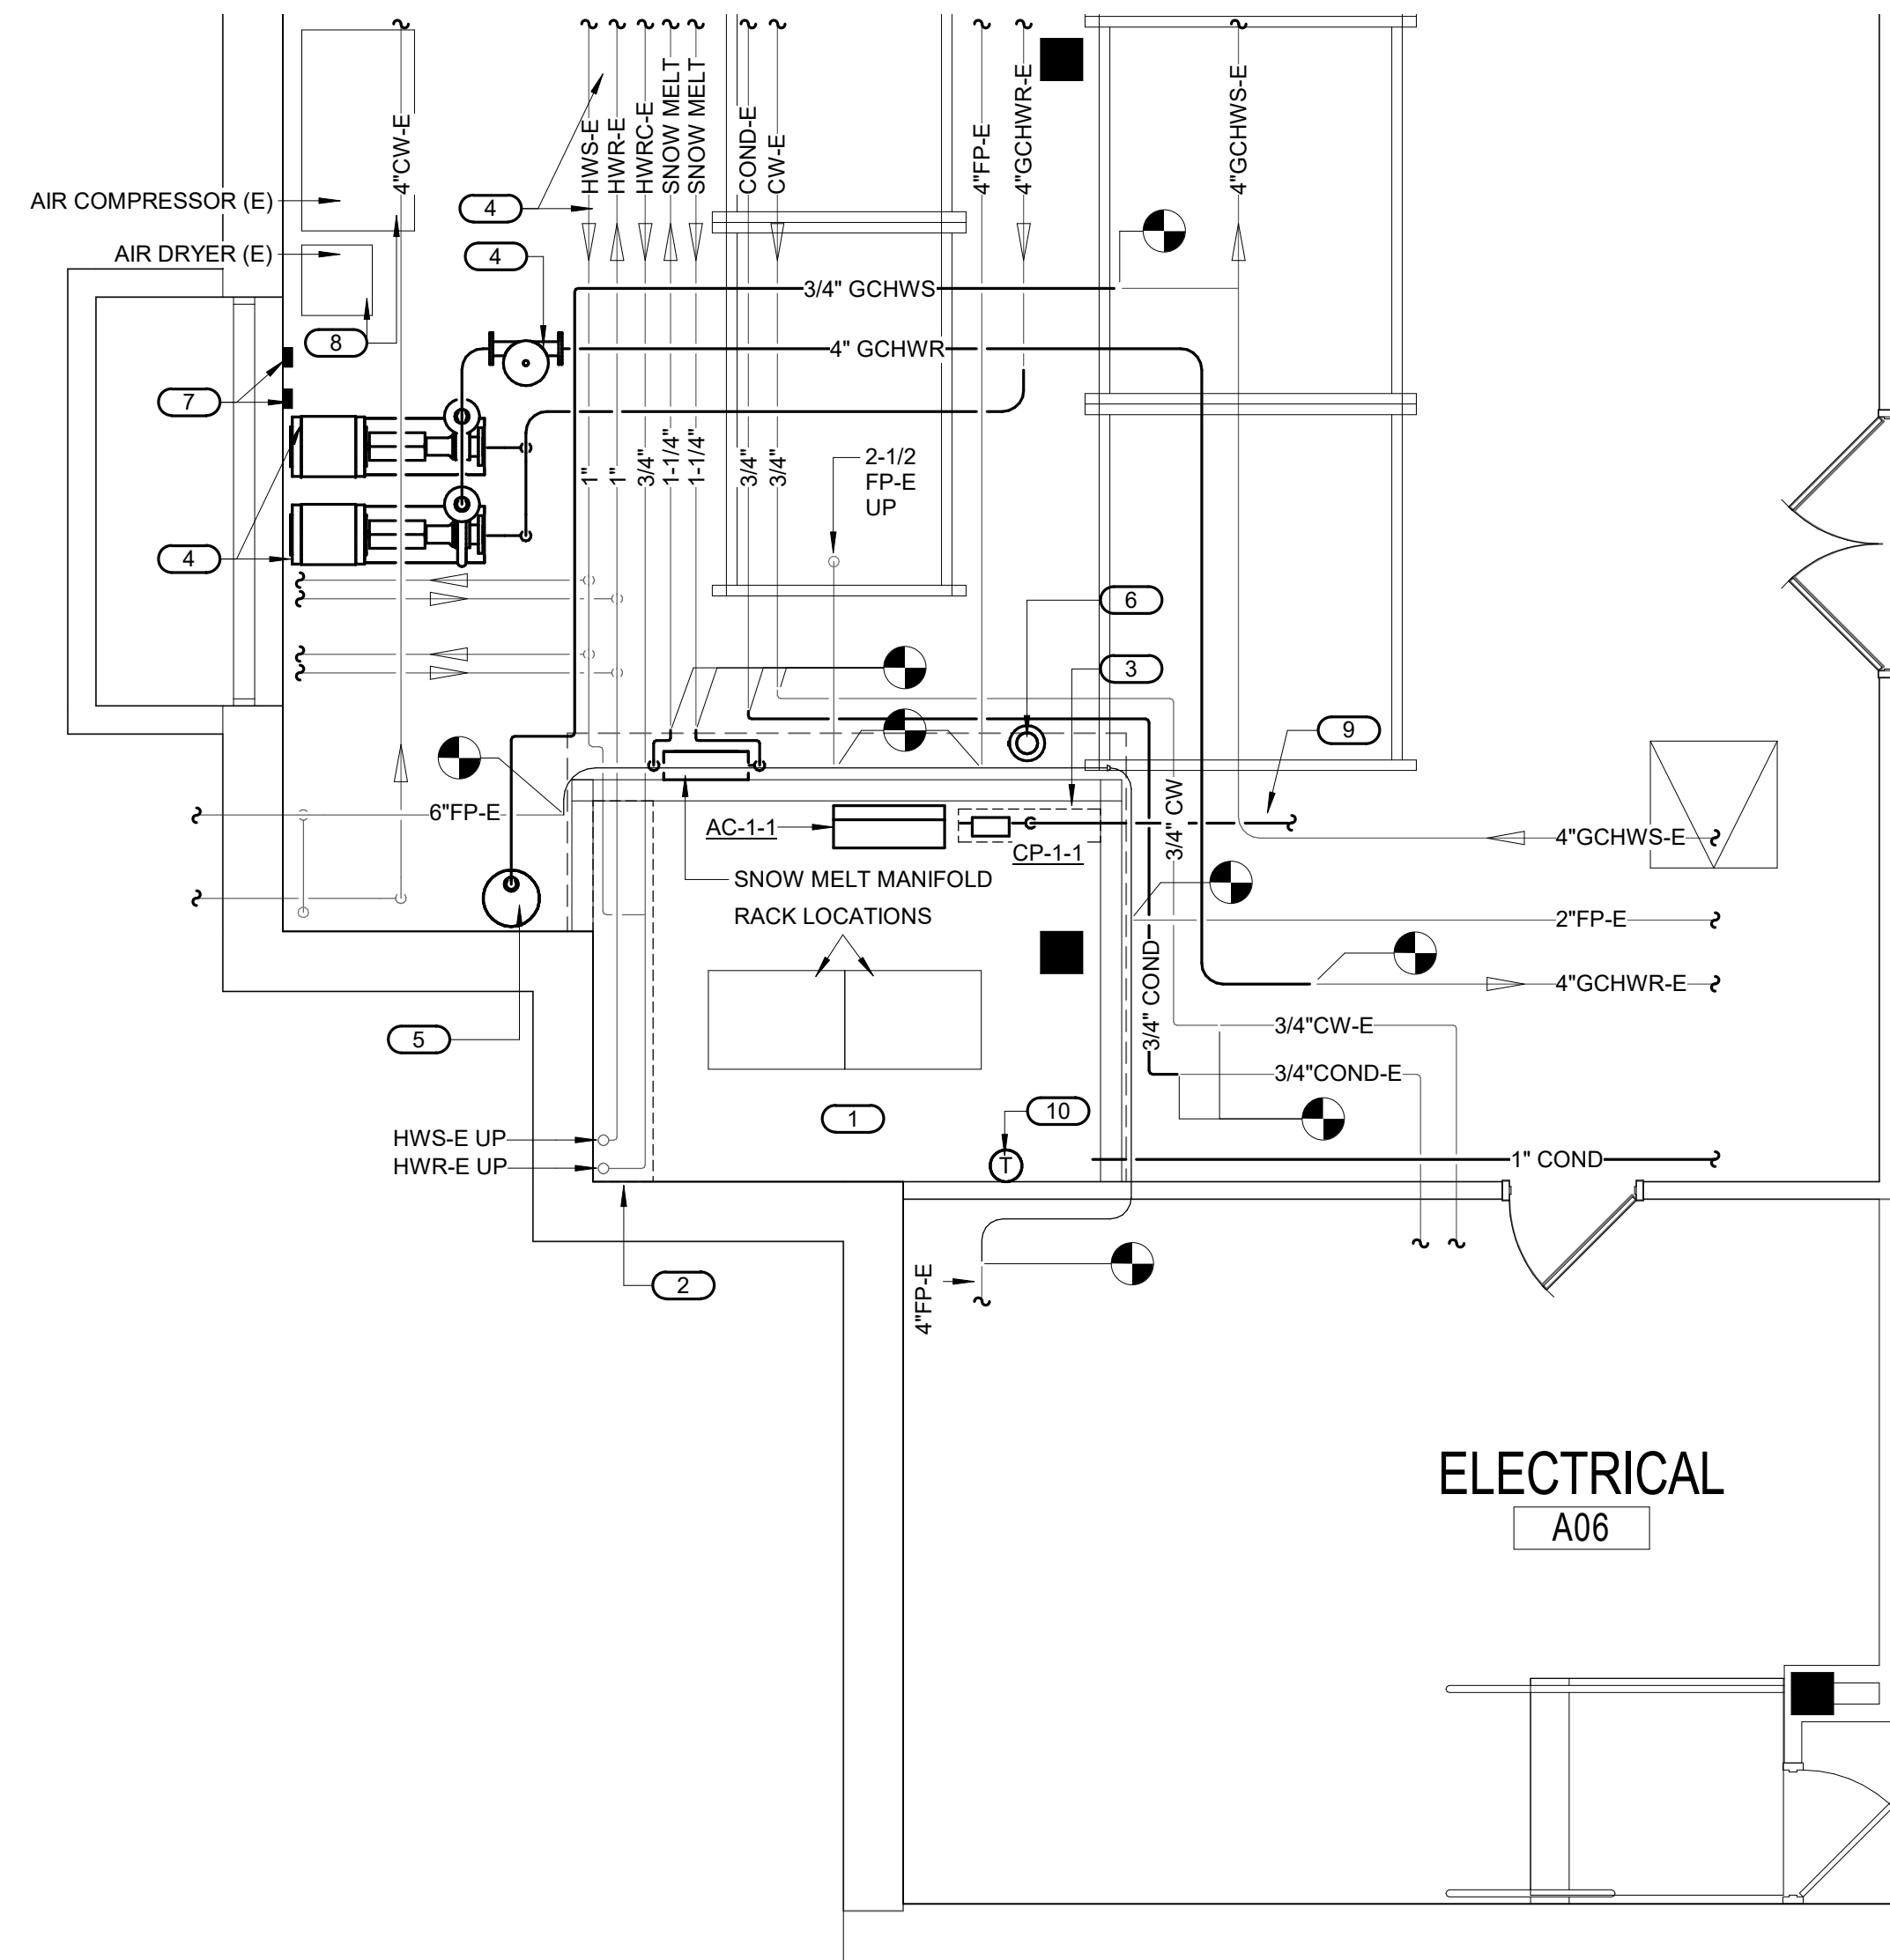 4"CW-E
HWS-E
HWR-E
HWRC-E
SNOW MELT
SNOW MELT
COND-E
CW-E
4"FP-E
4"GCHWR-E
4"GCHWS-E
AIR COMPRESSOR (E)
4
AIR DRYER (E)
4
3/4" GCHWS
8
4" GCHWR
7
1"
1"
3/4"
1-1/4"
1-1/4"
3/4"
3/4"
2-1/2
FP-E
UP
4
6
3
9
6"FP-E
3/4" CW
AC-1-1
CP-1-1
4"GCHWS-E
SNOW MELT MANIFOLD
RACK LOCATIONS
2"FP-E
3/4" COND
4"GCHWR-E
5
3/4"CW-E
3/4"COND-E
1
10
HWS-E UP
HWR-E UP
T
1" COND
2
4"FP-E
ELECTRICAL
A06